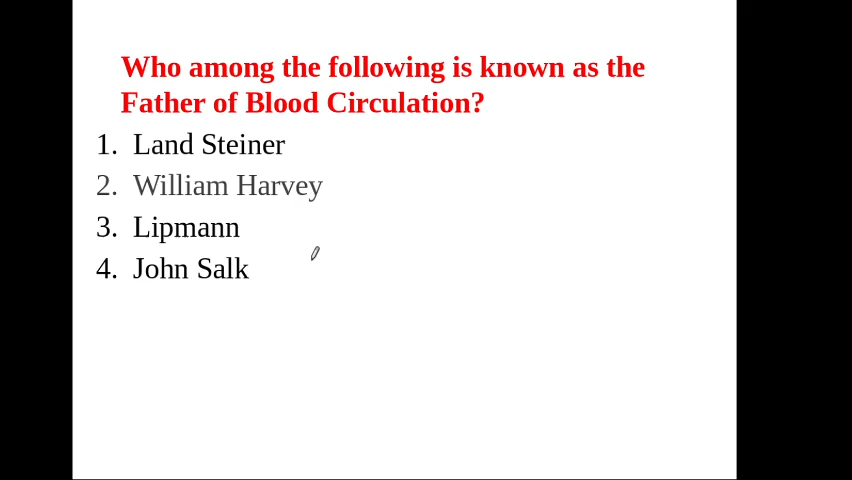 Who among the following is known as the
Father of Blood Circulation?
1. Land Steiner
2. William Harvey
3. Lipmann
4. John Salk